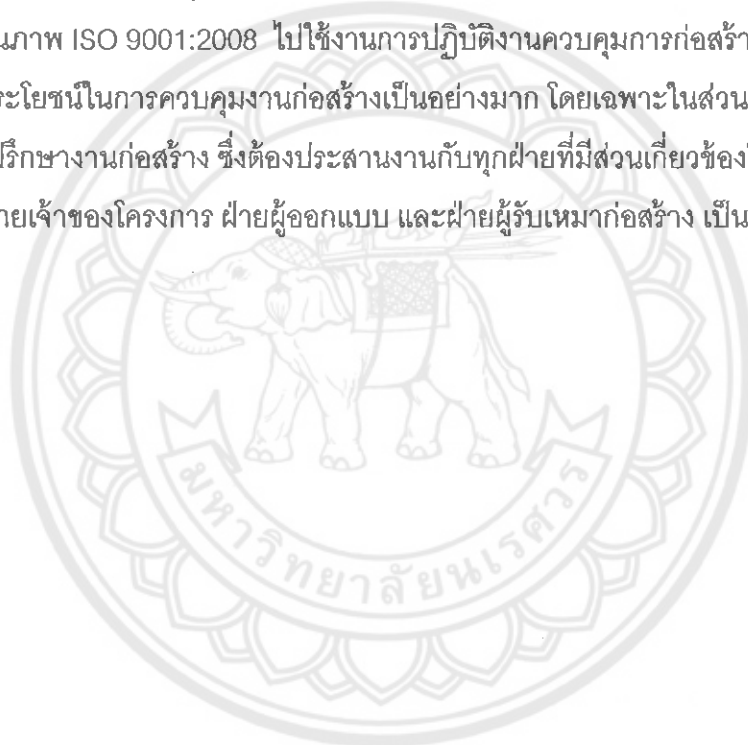 นภาพ ISO 9001:2008 ไปใช้งานการปฏิบัติงานควบคุมการก่อสร้า
ระโยชน์ในการควบคุมงานก่อสร้างเป็นอย่างมาก โดยเฉพาะในส่วน
ปรึกษางานก่อสร้าง ซึ่งต้องประสานงานกับทุกฝ่ายที่มีส่วนเกี่ยวข้อง
ายเจ้าของโครงการ ฝ่ายผู้ออกแบบ และฝ่ายผู้รับเหมาก่อสร้าง เป็น
มหาวิทยาลัยนเรศวร